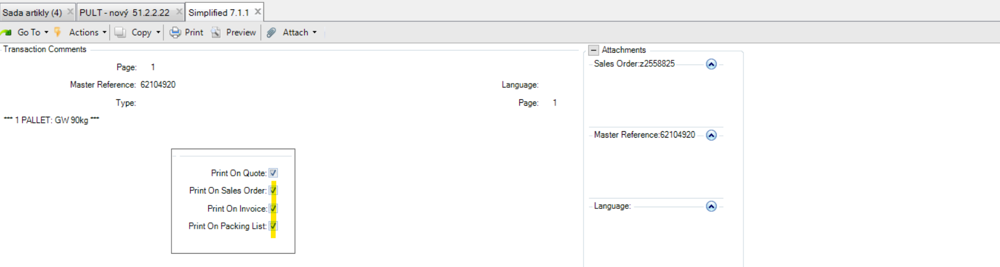 Sada artikly (4) PULT - nový 51.2.2.22 Simplified 7.1.1
Go To Actions Copy Print Preview Attach
Transaction Comments
Page: 1
Master Reference: 62104920
Language:
Type:
Page: 1
*** 1 PALLET: GW 90kg ***
Print On Quote:
Print On Sales Order:
Print On Invoice:
Print On Packing List:
Attachments
Sales Order:z2558825
Master Reference:62104920
Language: